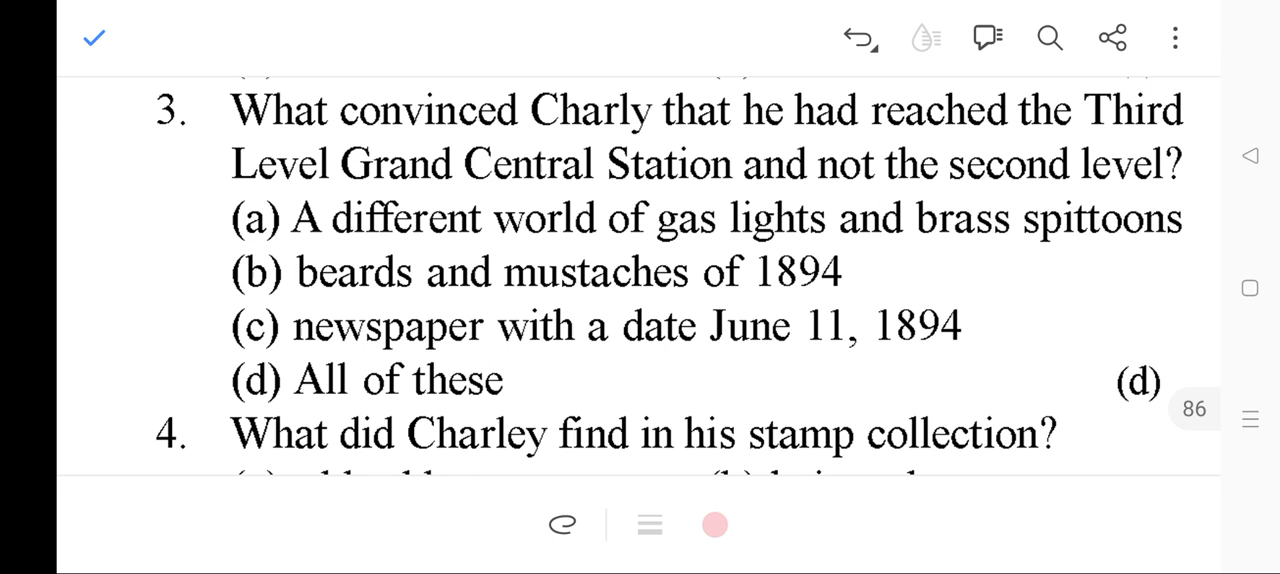 3. What convinced Charly that he had reached the Third
Level Grand Central Station and not the second level?
(a) A different world of gas lights and brass spittoons
(b) beards and mustaches of 1894
(c) newspaper with a date June 11, 1894
(d) All of these (d)
86
4. What did Charley find in his stamp collection?